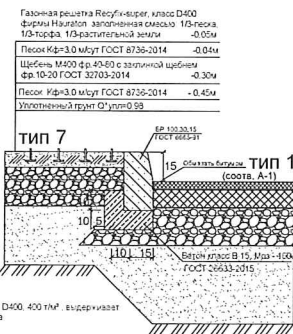 Газонная решетка Recyfix-super, класс D400
фирмы Hauraton. заполненная смесью: 1/3-песка,
1/3-торфа, 1/3-растительной земли -0.05м
Песок Кф=3.0 м/сут ГОСТ 8736-2014 -0,04м
Щебень М400 фр.40-80 с заклинкой щебнем
фр.10-20 ГОСТ 32703-2014 -0,30м
Песок Кф=3,0 м/сут ГОСТ 8736-2014 - 0,45м
Уплотненный грунт Q*упл=0.98
ТИП 7
БР 100.30.15
ГОСТ 6665-91
15
Обмазать битумом
ТИП 1
(соотв. А-1)
10 5
10 15
Бетон класс В 15, Мрз -
ГОСТ 26633-2015
D400, 400 т/м², выдерживает